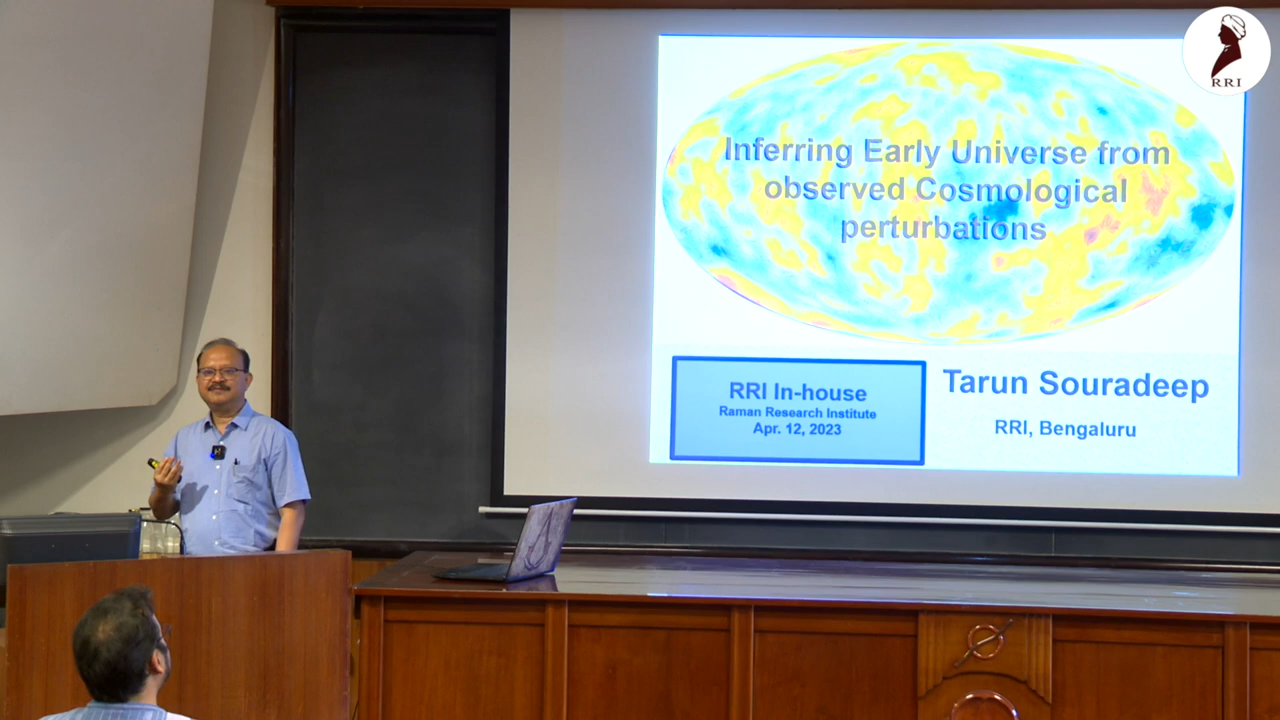 RRI
Inferring Early Universe from
observed Cosmological
perturbations
RRI In-house
Raman Research Institute
Apr. 12, 2023
Tarun Souradeep
RRI, Bengaluru